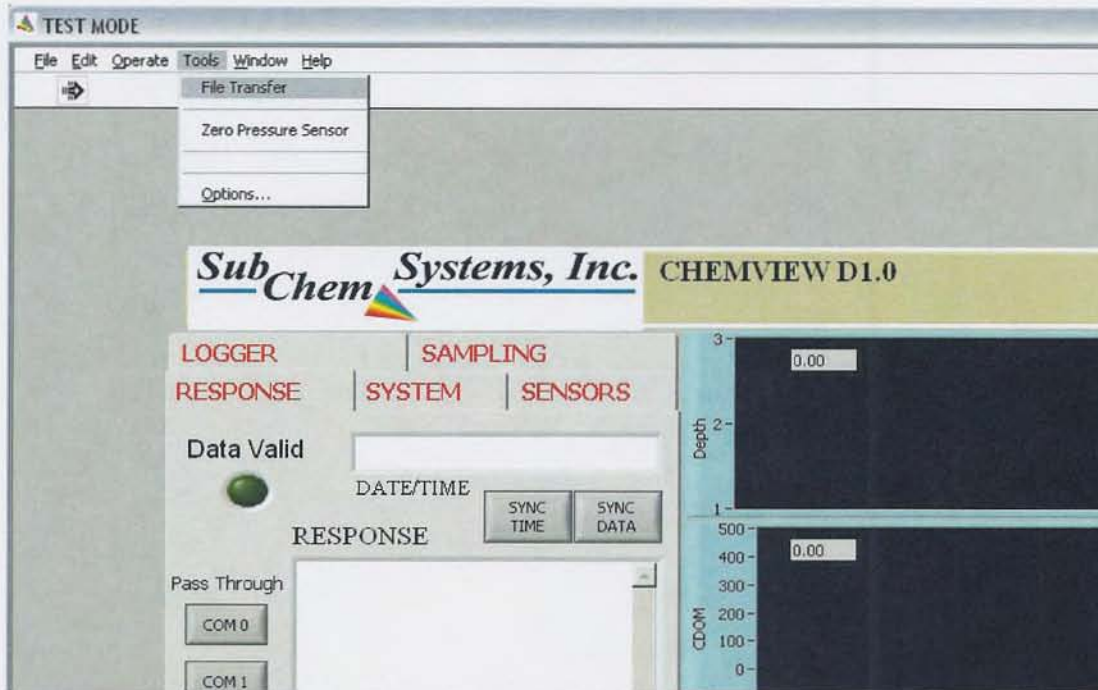 TEST MODE
File Edit Operate Tools Window Help
File Transfer
Zero Pressure Sensor
Options...
Sub Chem Systems, Inc.
CHEMVIEW D1.0
LOGGER SAMPLING
RESPONSE SYSTEM SENSORS
Data Valid
DATE/TIME
SYNC TIME
SYNC DATA
RESPONSE
Pass Through
COM 0
COM 1
3
0.00
Depth
2
1
500
0.00
400
300
CDOM
200
100
0